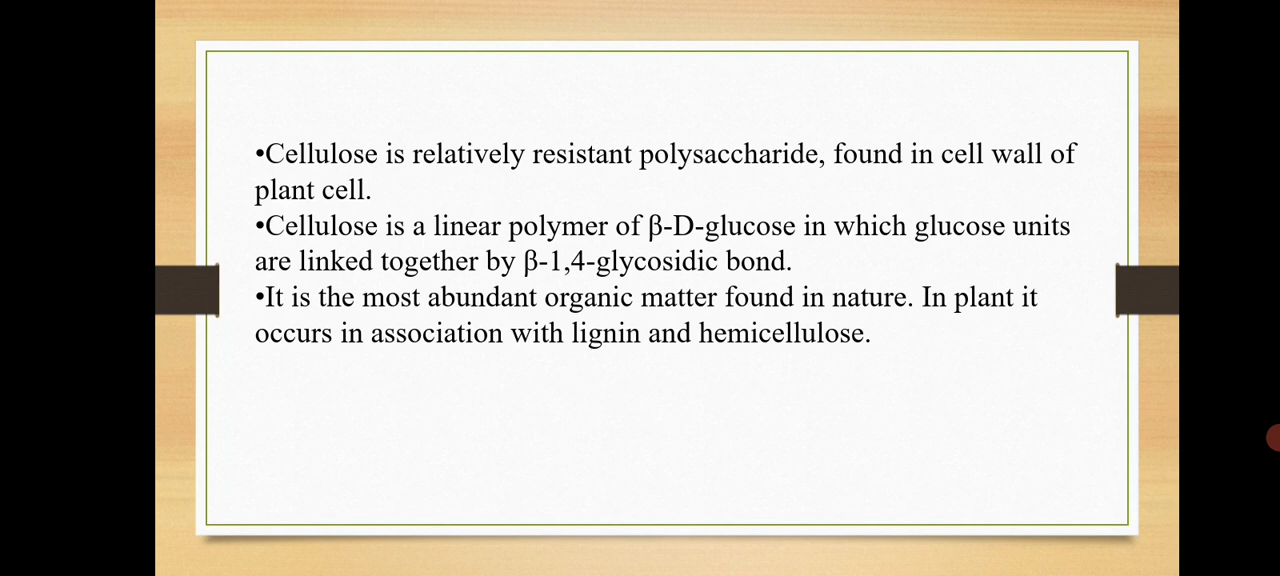 •Cellulose is relatively resistant polysaccharide, found in cell wall of
plant cell.
•Cellulose is a linear polymer of β-D-glucose in which glucose units
are linked together by β-1,4-glycosidic bond.
•It is the most abundant organic matter found in nature. In plant it
occurs in association with lignin and hemicellulose.